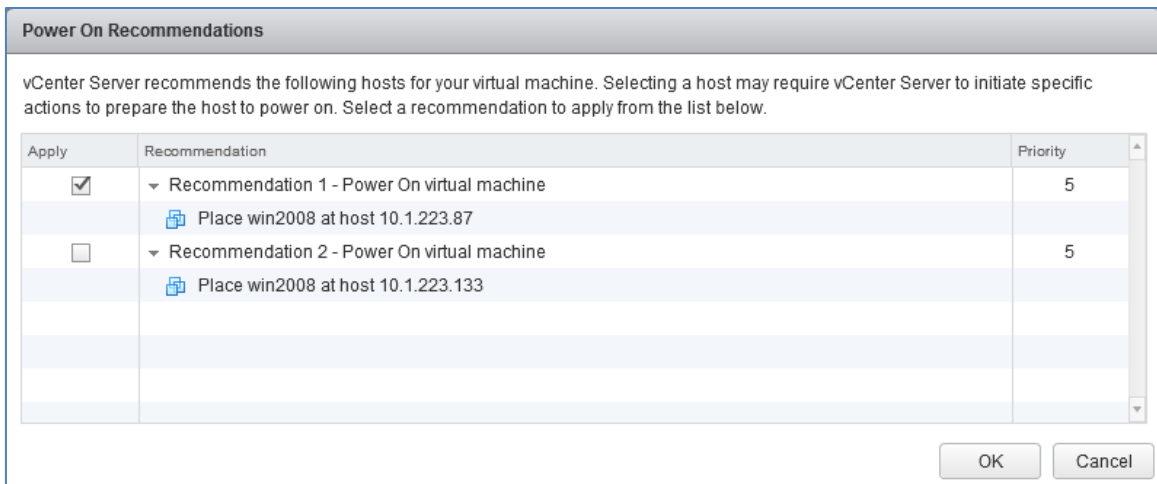 Power On Recommendations
vCenter Server recommends the following hosts for your virtual machine. Selecting a host may require vCenter Server to initiate specific
actions to prepare the host to power on. Select a recommendation to apply from the list below.
Apply Recommendation Priority
Recommendation 1 - Power On virtual machine 5
Place win2008 at host 10.1.223.87
Recommendation 2 - Power On virtual machine 5
Place win2008 at host 10.1.223.133
OK Cancel